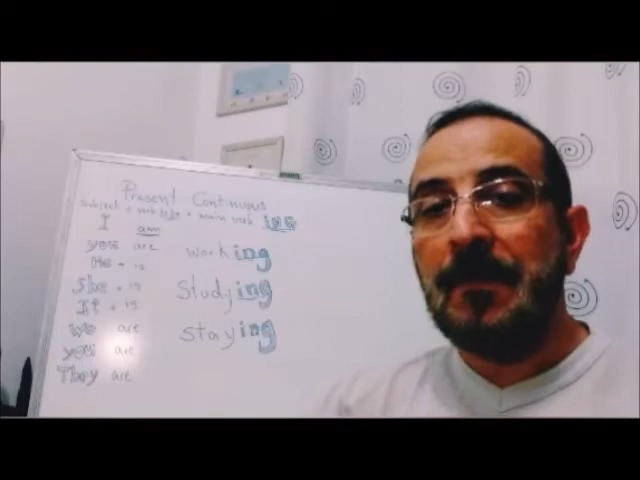 Present Continuous
subject + verb to be + main verb ing
I am
you are working
He + is
She + is studying
It + is
we are staying
you are
They are